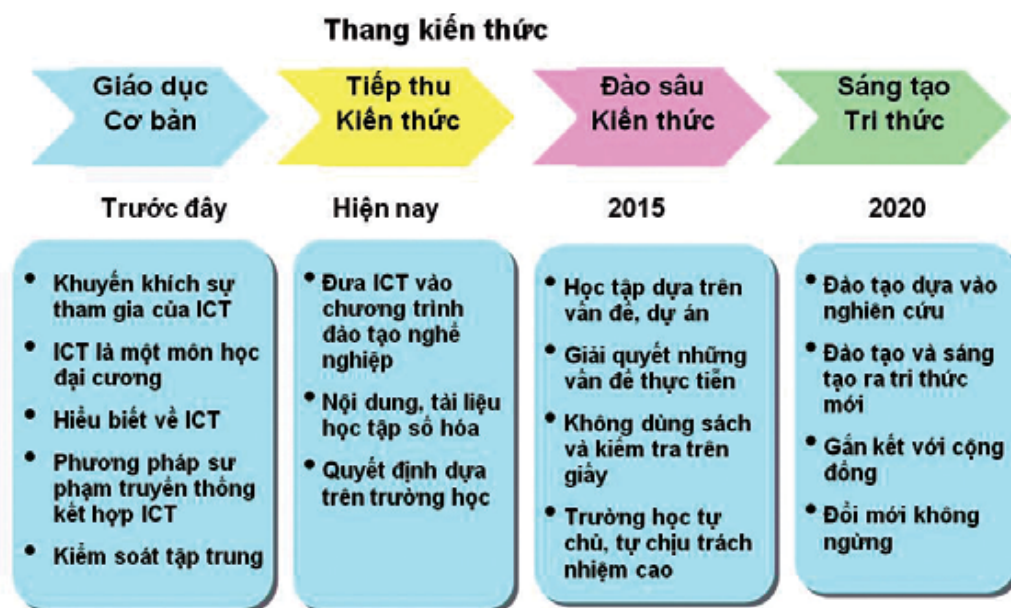 Thang kiến thức
Giáo dục
Cơ bản
Tiếp thu
Kiến thức
Đào sâu
Kiến thức
Sáng tạo
Tri thức
Trước đây
Hiện nay
2015
2020
• Khuyến khích sự
tham gia của ICT
• ICT là một môn học
đại cương
• Hiểu biết về ICT
• Phương pháp sư
phạm truyền thống
kết hợp ICT
• Kiểm soát tập trung
• Đưa ICT vào
chương trình
đào tạo nghề
nghiệp
• Nội dung, tài liệu
học tập số hóa
• Quyết định dựa
trên trường học
• Học tập dựa trên
vấn đề, dự án
• Giải quyết những
vấn đề thực tiễn
• Không dùng sách
và kiểm tra trên
giấy
• Trường học tự
chủ, tự chịu trách
nhiệm cao
• Đào tạo dựa vào
nghiên cứu
• Đào tạo và sáng
tạo ra tri thức
mới
• Gắn kết với cộng
đồng
• Đổi mới không
ngừng